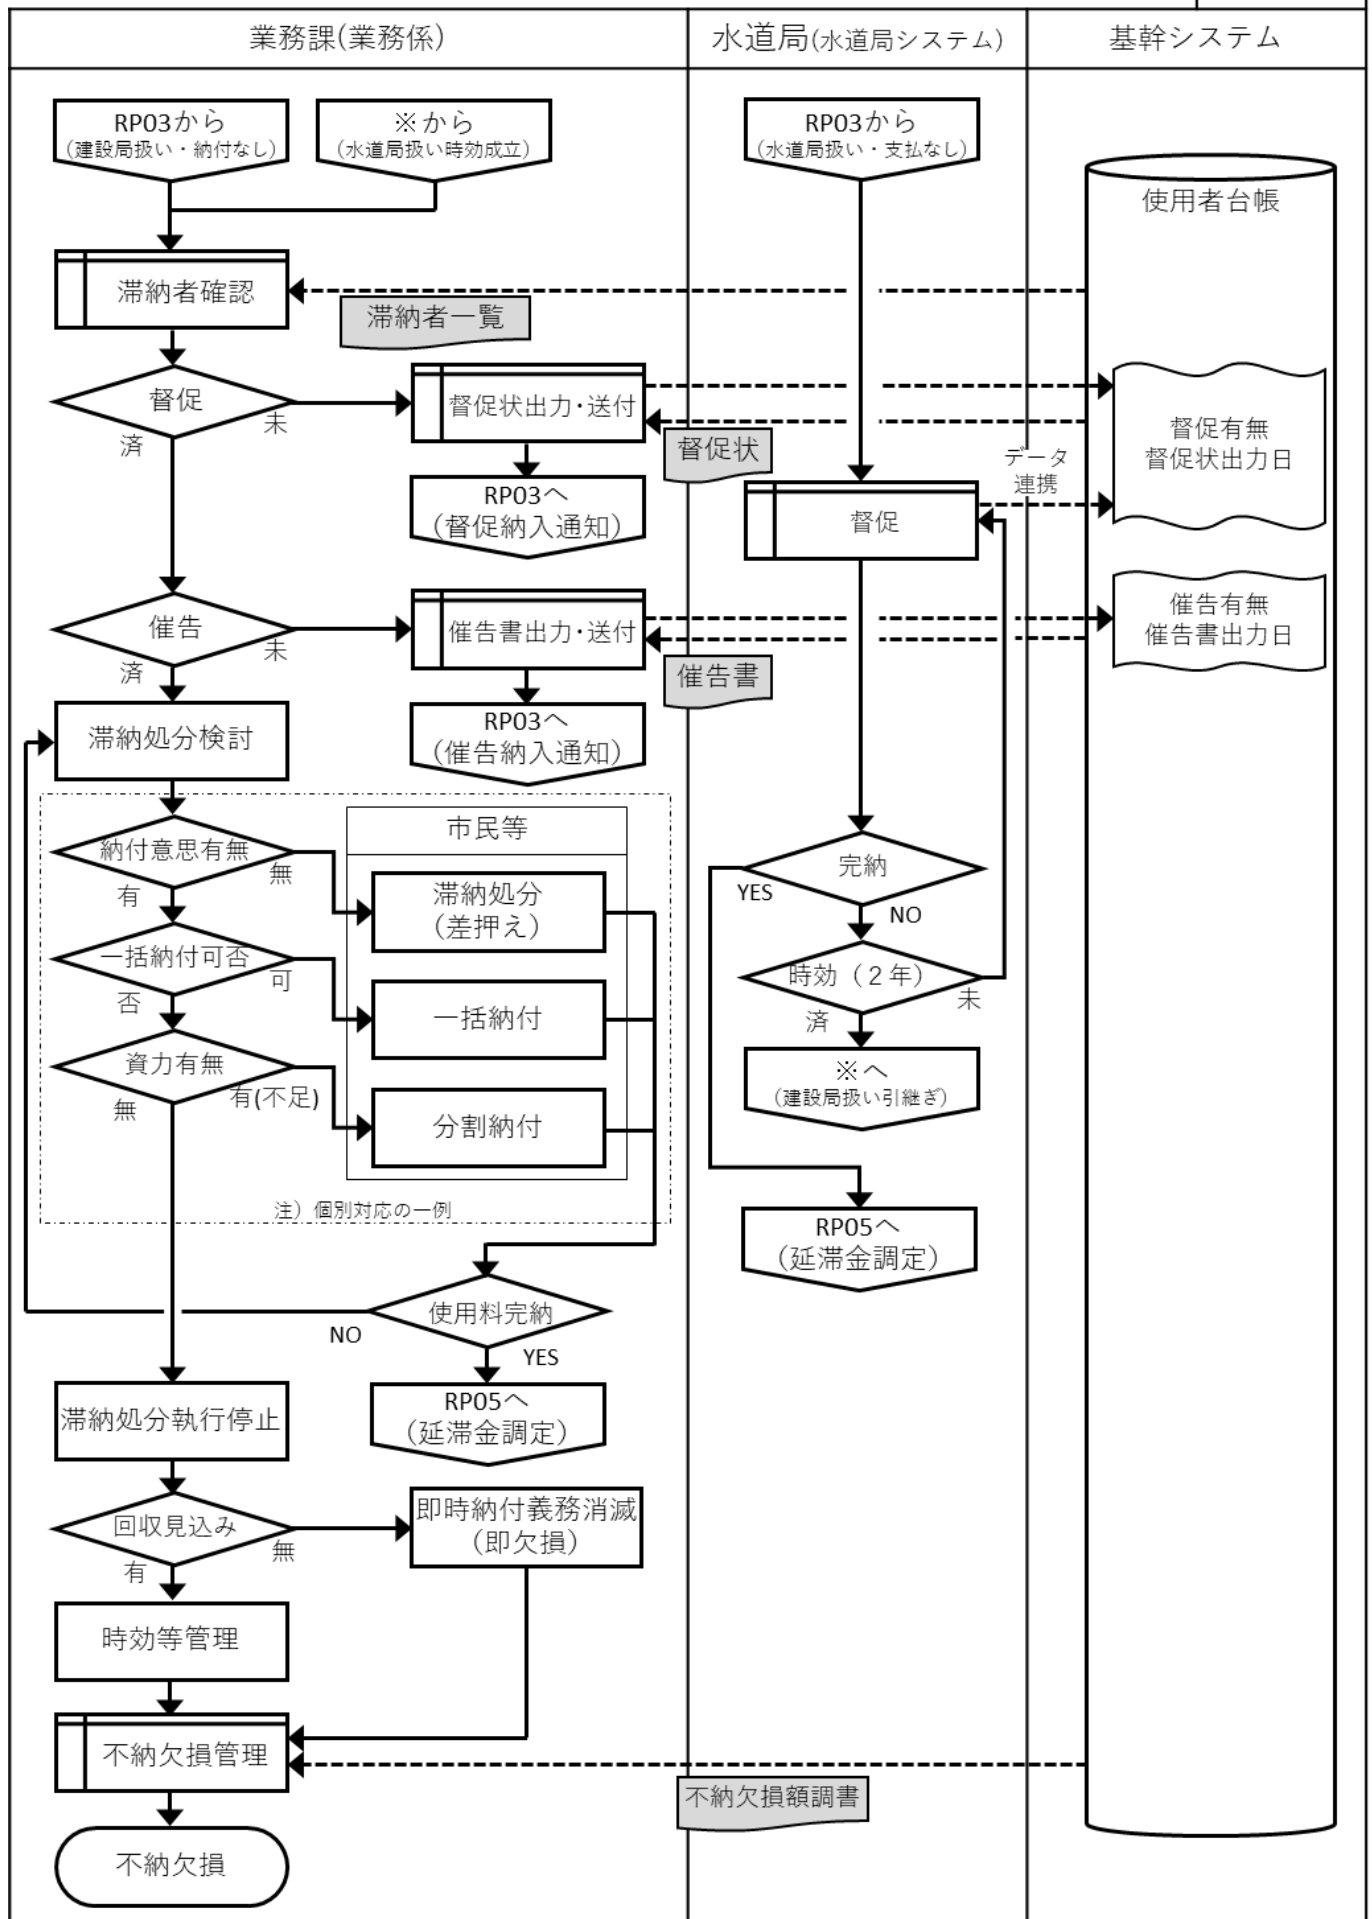 業務課(業務係)
水道局(水道局システム)
基幹システム
RP03から
(建設局扱い・納付なし)
※から
(水道局扱い時効成立)
RP03から
(水道局扱い・支払なし)
使用者台帳
滞納者確認
滞納者一覧
督促
未
済
督促状出力・送付
督促状
RP03へ
(督促納入通知)
データ
連携
督促有無
督促状出力日
督促
催告
未
済
催告書出力・送付
催告書
RP03へ
(催告納入通知)
催告有無
催告書出力日
滞納処分検討
市民等
納付意思有無
無
有
滞納処分
(差押え)
一括納付可否
可
否
一括納付
資力有無
有(不足)
無
分割納付
注）個別対応の一例
完納
YES
NO
時効（２年）
未
済
※へ
(建設局扱い引継ぎ)
RP05へ
(延滞金調定)
使用料完納
NO
YES
RP05へ
(延滞金調定)
滞納処分執行停止
回収見込み
無
有
即時納付義務消滅
(即欠損)
時効等管理
不納欠損管理
不納欠損額調書
不納欠損